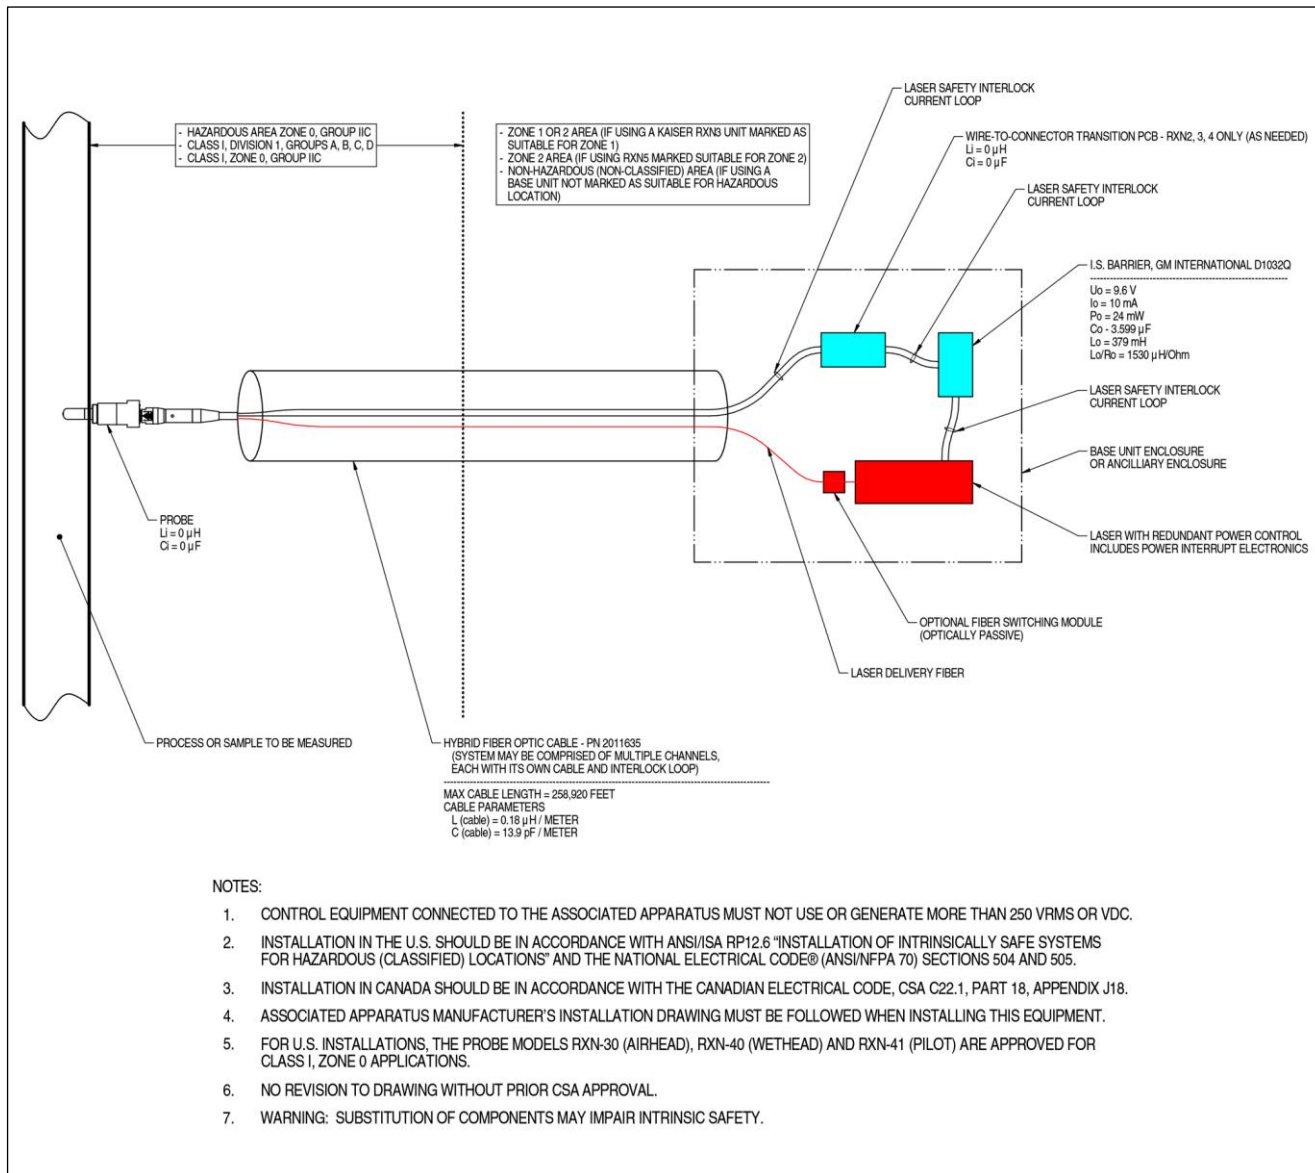 - HAZARDOUS AREA ZONE 0, GROUP IIC
- CLASS I, DIVISION 1, GROUPS A, B, C, D
- CLASS I, ZONE 0, GROUP IIC
- ZONE 1 OR 2 AREA (IF USING A KAISER RXN3 UNIT MARKED AS
SUITABLE FOR ZONE 1)
- ZONE 2 AREA (IF USING RXN5 MARKED SUITABLE FOR ZONE 2)
- NON-HAZARDOUS (NON-CLASSIFIED) AREA (IF USING A
BASE UNIT NOT MARKED AS SUITABLE FOR HAZARDOUS
LOCATION)
LASER SAFETY INTERLOCK
CURRENT LOOP
WIRE-TO-CONNECTOR TRANSITION PCB - RXN2, 3, 4 ONLY (AS NEEDED)
Li = 0 µH
Ci = 0 µF
LASER SAFETY INTERLOCK
CURRENT LOOP
I.S. BARRIER, GM INTERNATIONAL D1032Q
Uo = 9.6 V
Io = 10 mA
Po = 24 mW
Co - 3.599 µF
Lo = 379 mH
Lo/Ro = 1530 µH/Ohm
LASER SAFETY INTERLOCK
CURRENT LOOP
BASE UNIT ENCLOSURE
OR ANCILLIARY ENCLOSURE
PROBE
Li = 0 µH
Ci = 0 µF
LASER WITH REDUNDANT POWER CONTROL
INCLUDES POWER INTERRUPT ELECTRONICS
OPTIONAL FIBER SWITCHING MODULE
(OPTICALLY PASSIVE)
LASER DELIVERY FIBER
PROCESS OR SAMPLE TO BE MEASURED
HYBRID FIBER OPTIC CABLE - PN 2011635
(SYSTEM MAY BE COMPRISED OF MULTIPLE CHANNELS,
EACH WITH ITS OWN CABLE AND INTERLOCK LOOP)
MAX CABLE LENGTH = 258,920 FEET
CABLE PARAMETERS
L (cable) = 0.18 µH / METER
C (cable) = 13.9 pF / METER
NOTES:
1. CONTROL EQUIPMENT CONNECTED TO THE ASSOCIATED APPARATUS MUST NOT USE OR GENERATE MORE THAN 250 VRMS OR VDC.
2. INSTALLATION IN THE U.S. SHOULD BE IN ACCORDANCE WITH ANSI/ISA RP12.6 “INSTALLATION OF INTRINSICALLY SAFE SYSTEMS
FOR HAZARDOUS (CLASSIFIED) LOCATIONS” AND THE NATIONAL ELECTRICAL CODE® (ANSI/NFPA 70) SECTIONS 504 AND 505.
3. INSTALLATION IN CANADA SHOULD BE IN ACCORDANCE WITH THE CANADIAN ELECTRICAL CODE, CSA C22.1, PART 18, APPENDIX J18.
4. ASSOCIATED APPARATUS MANUFACTURER'S INSTALLATION DRAWING MUST BE FOLLOWED WHEN INSTALLING THIS EQUIPMENT.
5. FOR U.S. INSTALLATIONS, THE PROBE MODELS RXN-30 (AIRHEAD), RXN-40 (WETHEAD) AND RXN-41 (PILOT) ARE APPROVED FOR
CLASS I, ZONE 0 APPLICATIONS.
6. NO REVISION TO DRAWING WITHOUT PRIOR CSA APPROVAL.
7. WARNING: SUBSTITUTION OF COMPONENTS MAY IMPAIR INTRINSIC SAFETY.